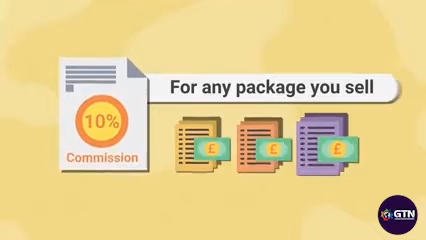 For any package you sell
10%
Commission
£
£
£
GTN